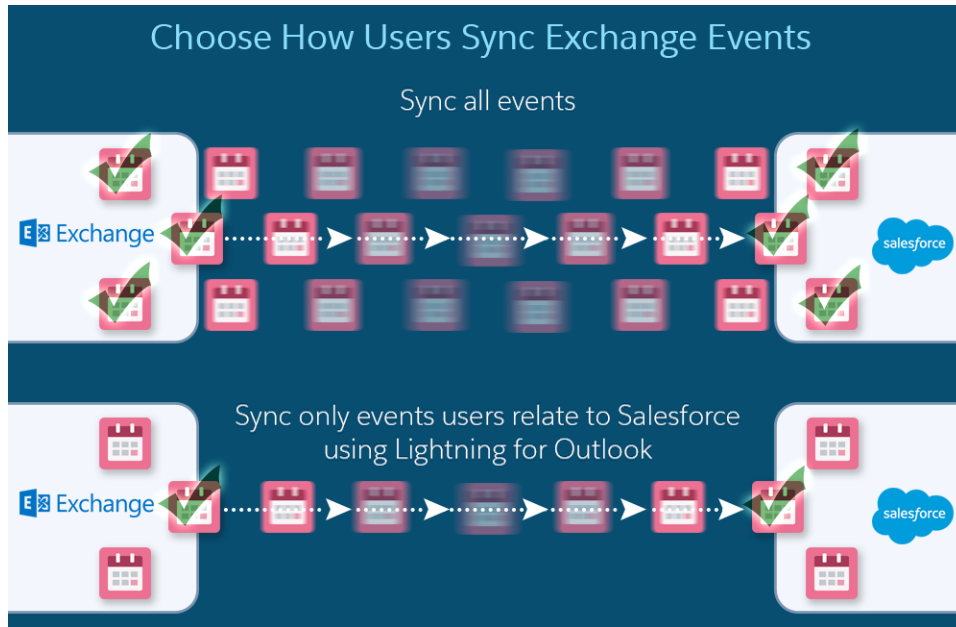 Choose How Users Sync Exchange Events
Sync all events
Exchange
salesforce
Sync only events users relate to Salesforce
using Lightning for Outlook
Exchange
salesforce